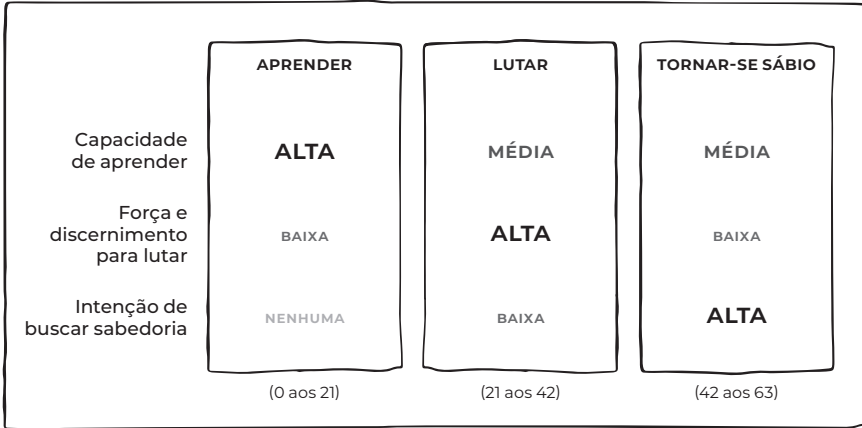 APRENDER LUTAR TORNAR-SE SÁBIO
Capacidade
de aprender
ALTA MÉDIA MÉDIA
Força e
discernimento
para lutar
BAIXA ALTA BAIXA
Intenção de
buscar sabedoria
NENHUMA BAIXA ALTA
(0 aos 21) (21 aos 42) (42 aos 63)